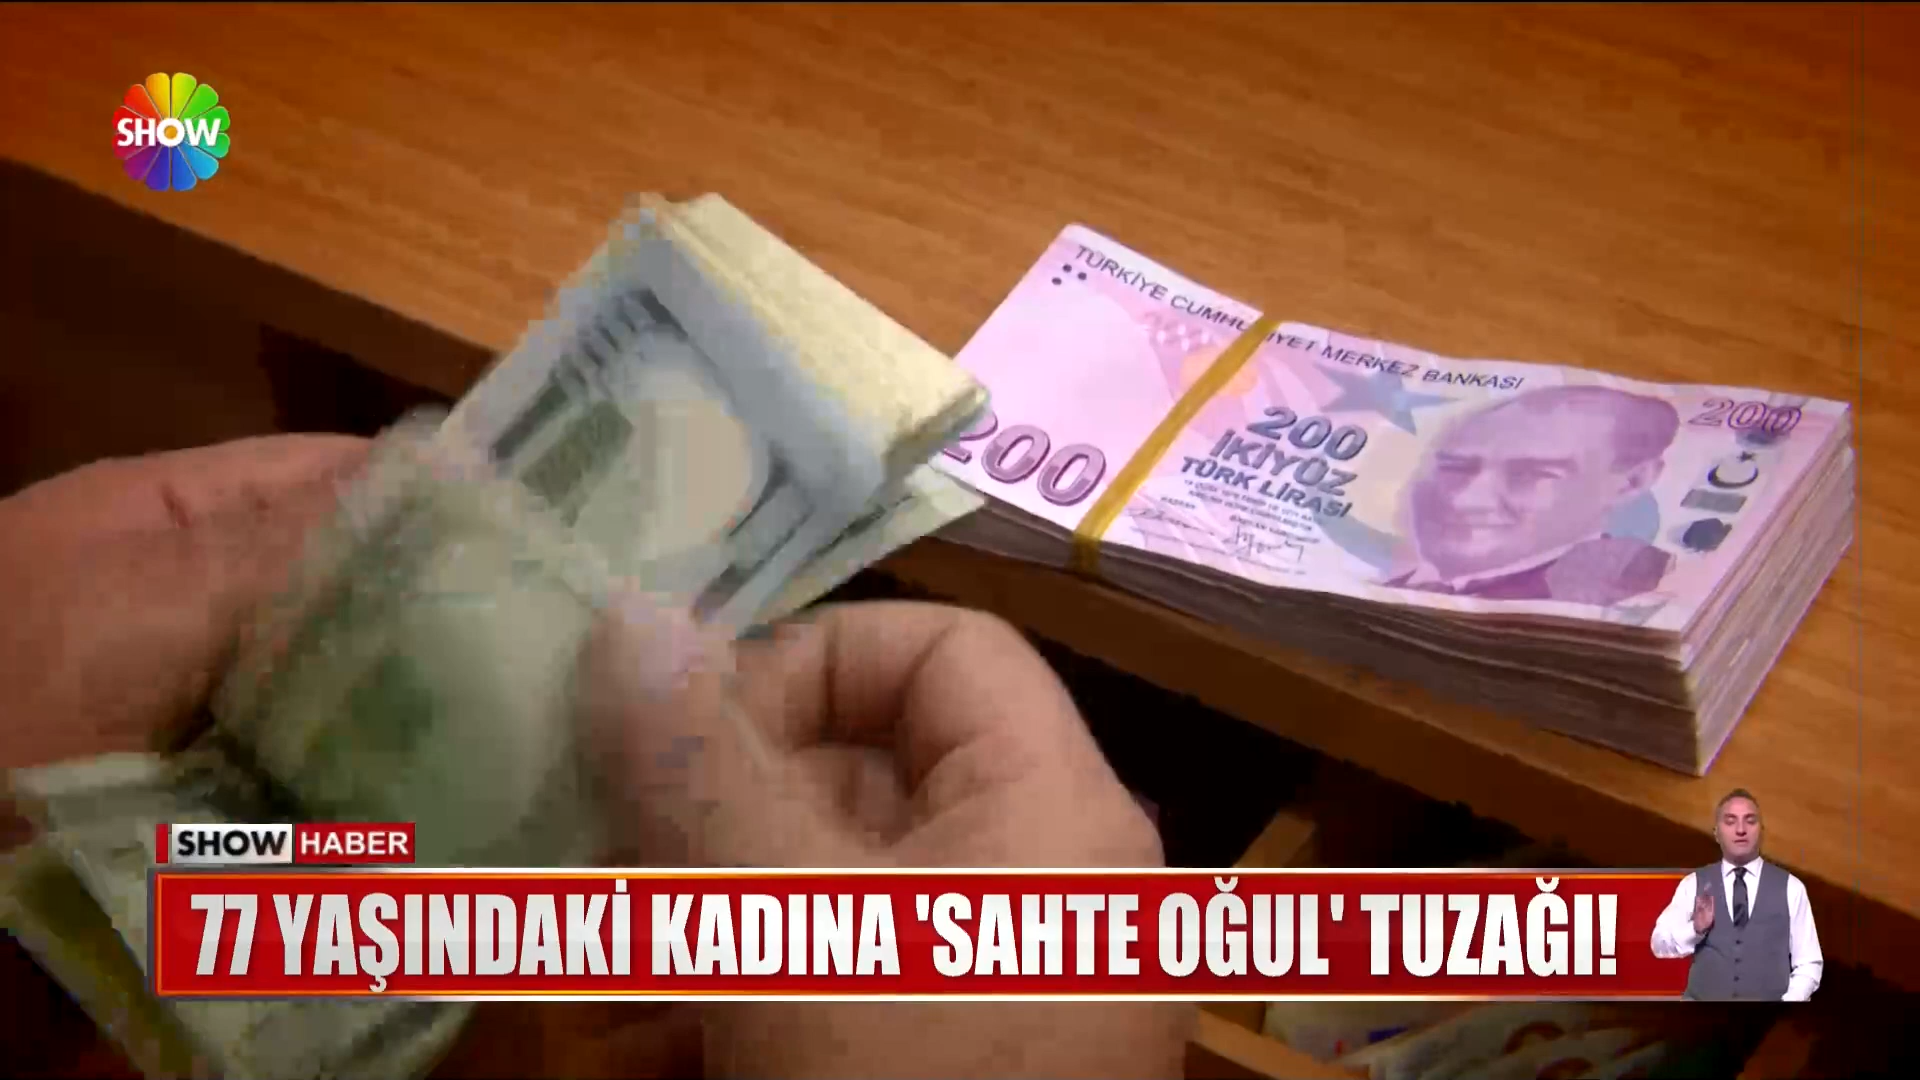 SHOW
TÜRKİYE CUMHURİYET MERKEZ BANKASI
200
200
200
İKİYÜZ
TÜRK LİRASI
SHOW HABER
77 YAŞINDAKİ KADINA 'SAHTE OĞUL' TUZAĞI!